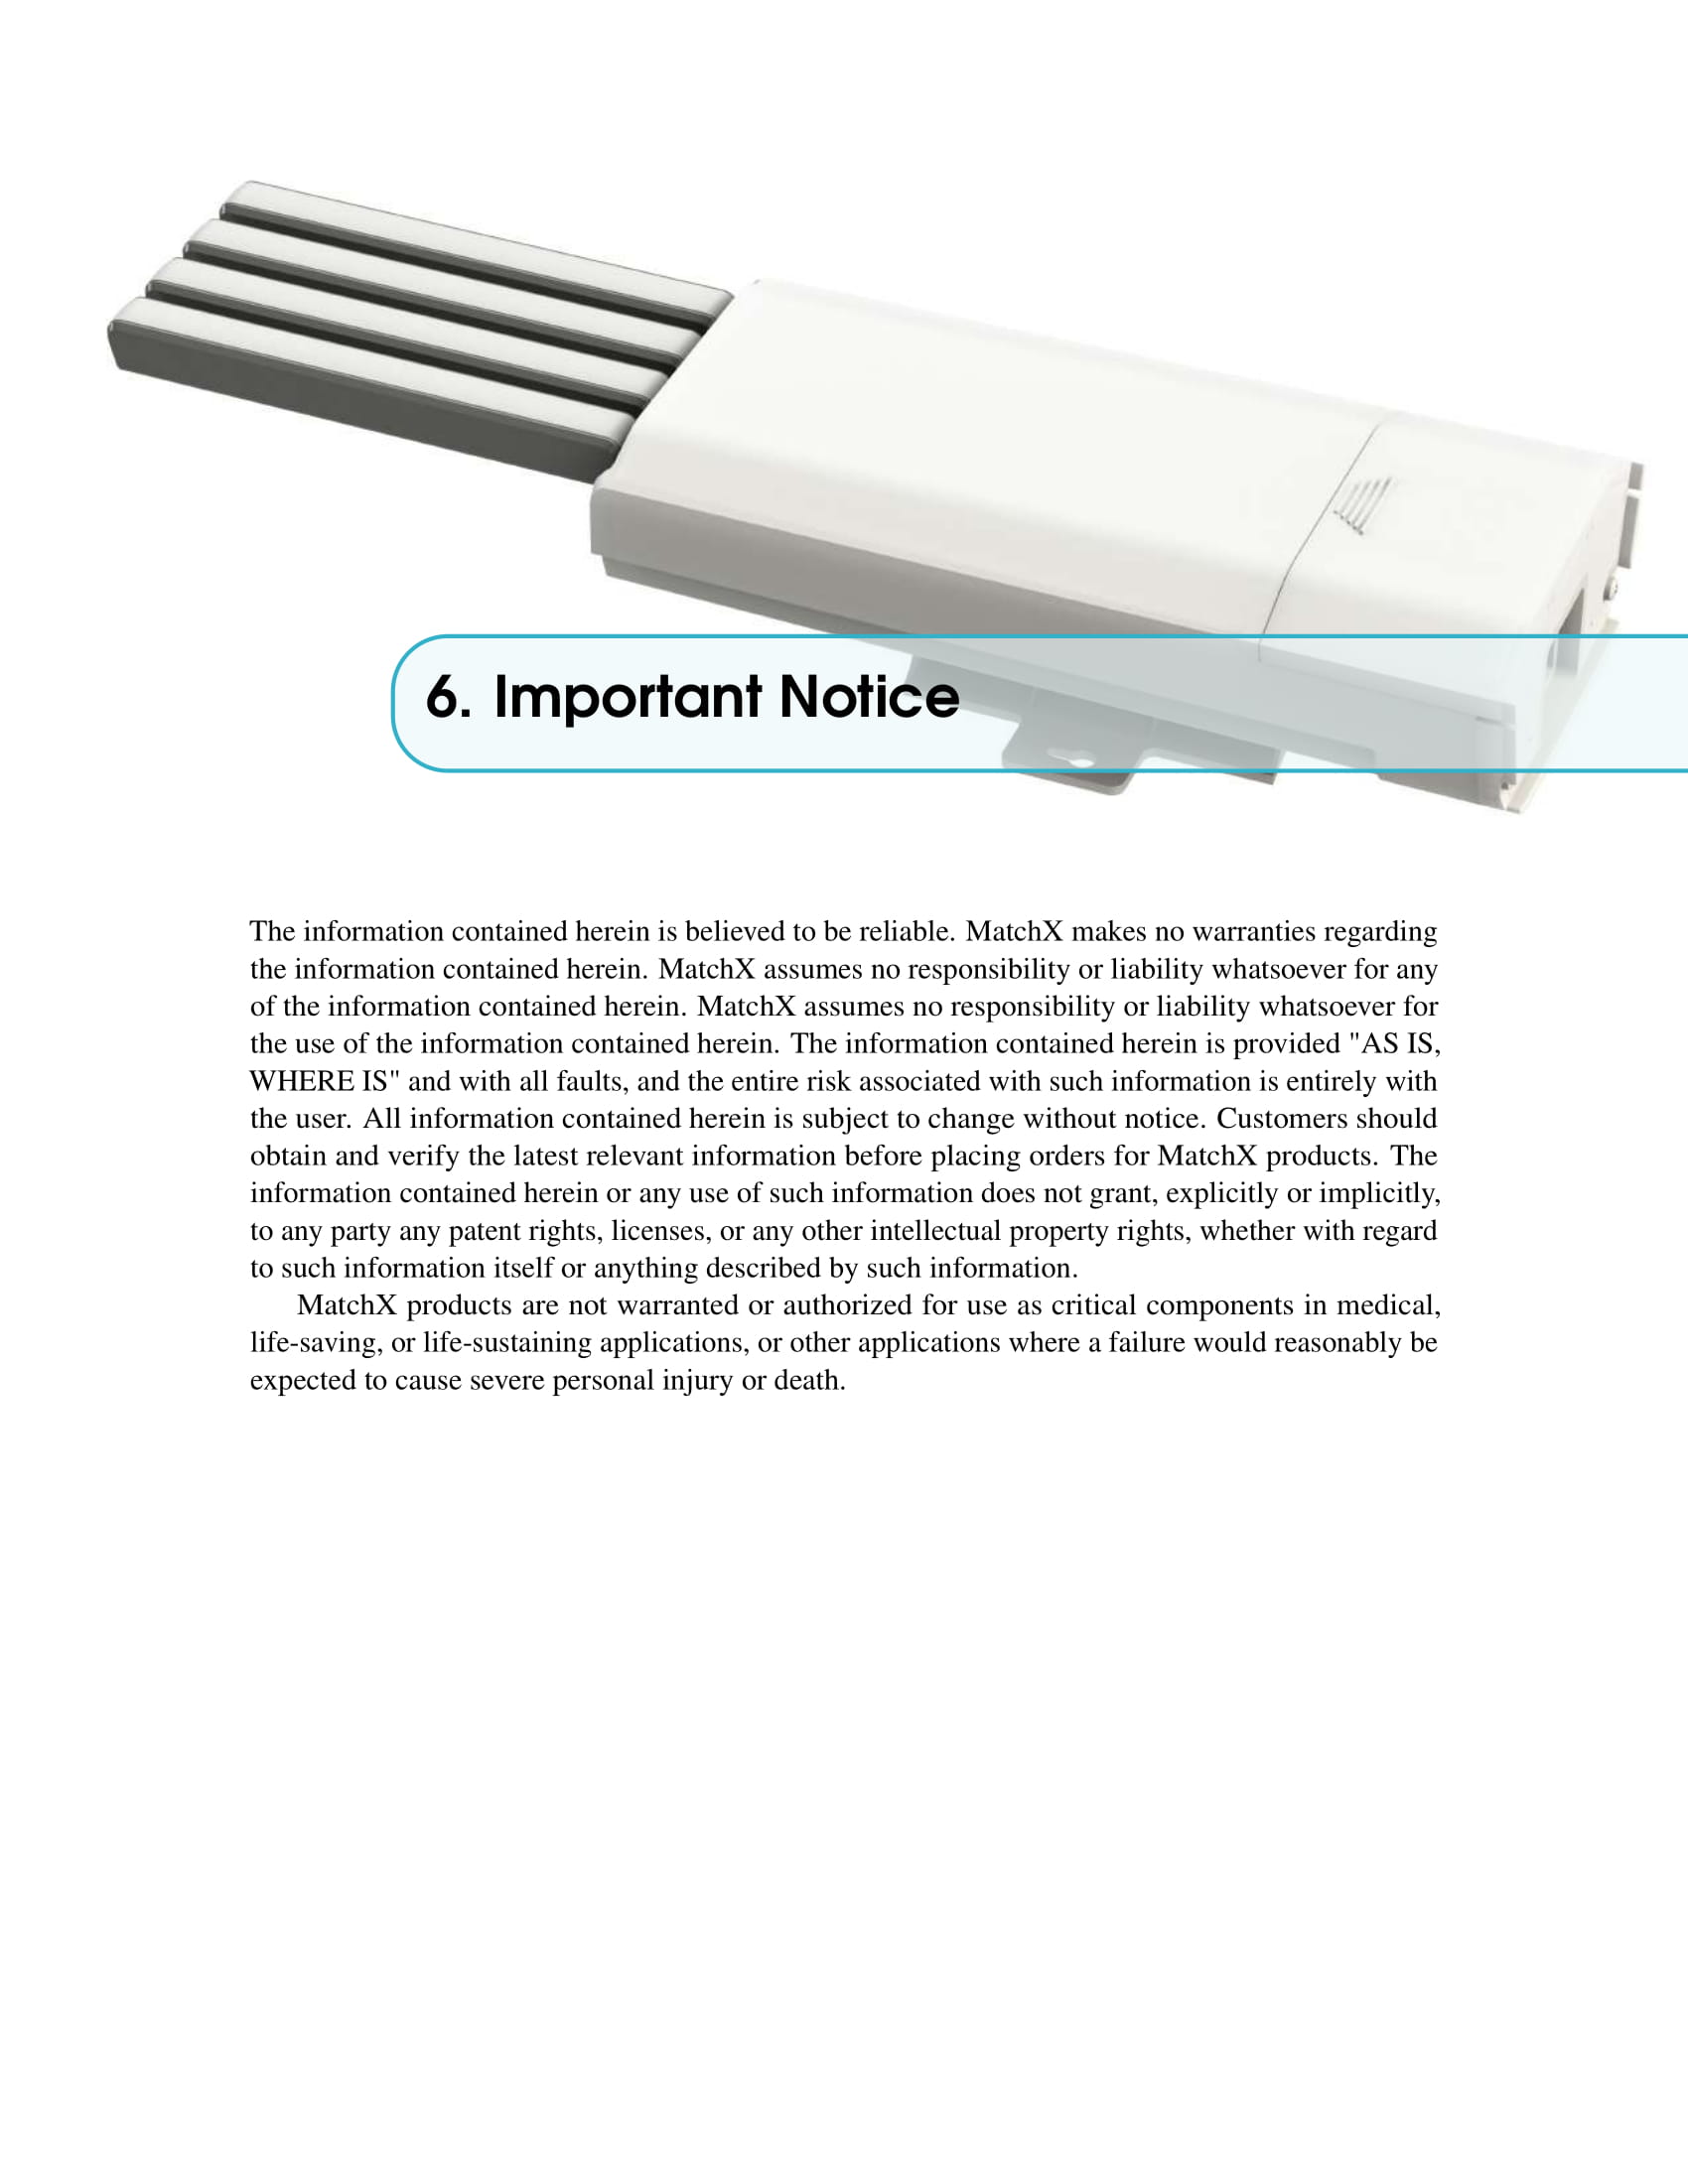 6. Important Notice
The information contained herein is believed to be reliable. MatchX makes no warranties regarding
the information contained herein. MatchX assumes no responsibility or liability whatsoever for any
of the information contained herein. MatchX assumes no responsibility or liability whatsoever for
the use of the information contained herein. The information contained herein is provided "AS IS,
WHERE IS" and with all faults, and the entire risk associated with such information is entirely with
the user. All information contained herein is subject to change without notice. Customers should
obtain and verify the latest relevant information before placing orders for MatchX products. The
information contained herein or any use of such information does not grant, explicitly or implicitly,
to any party any patent rights, licenses, or any other intellectual property rights, whether with regard
to such information itself or anything described by such information.
MatchX products are not warranted or authorized for use as critical components in medical,
life-saving, or life-sustaining applications, or other applications where a failure would reasonably be
expected to cause severe personal injury or death.